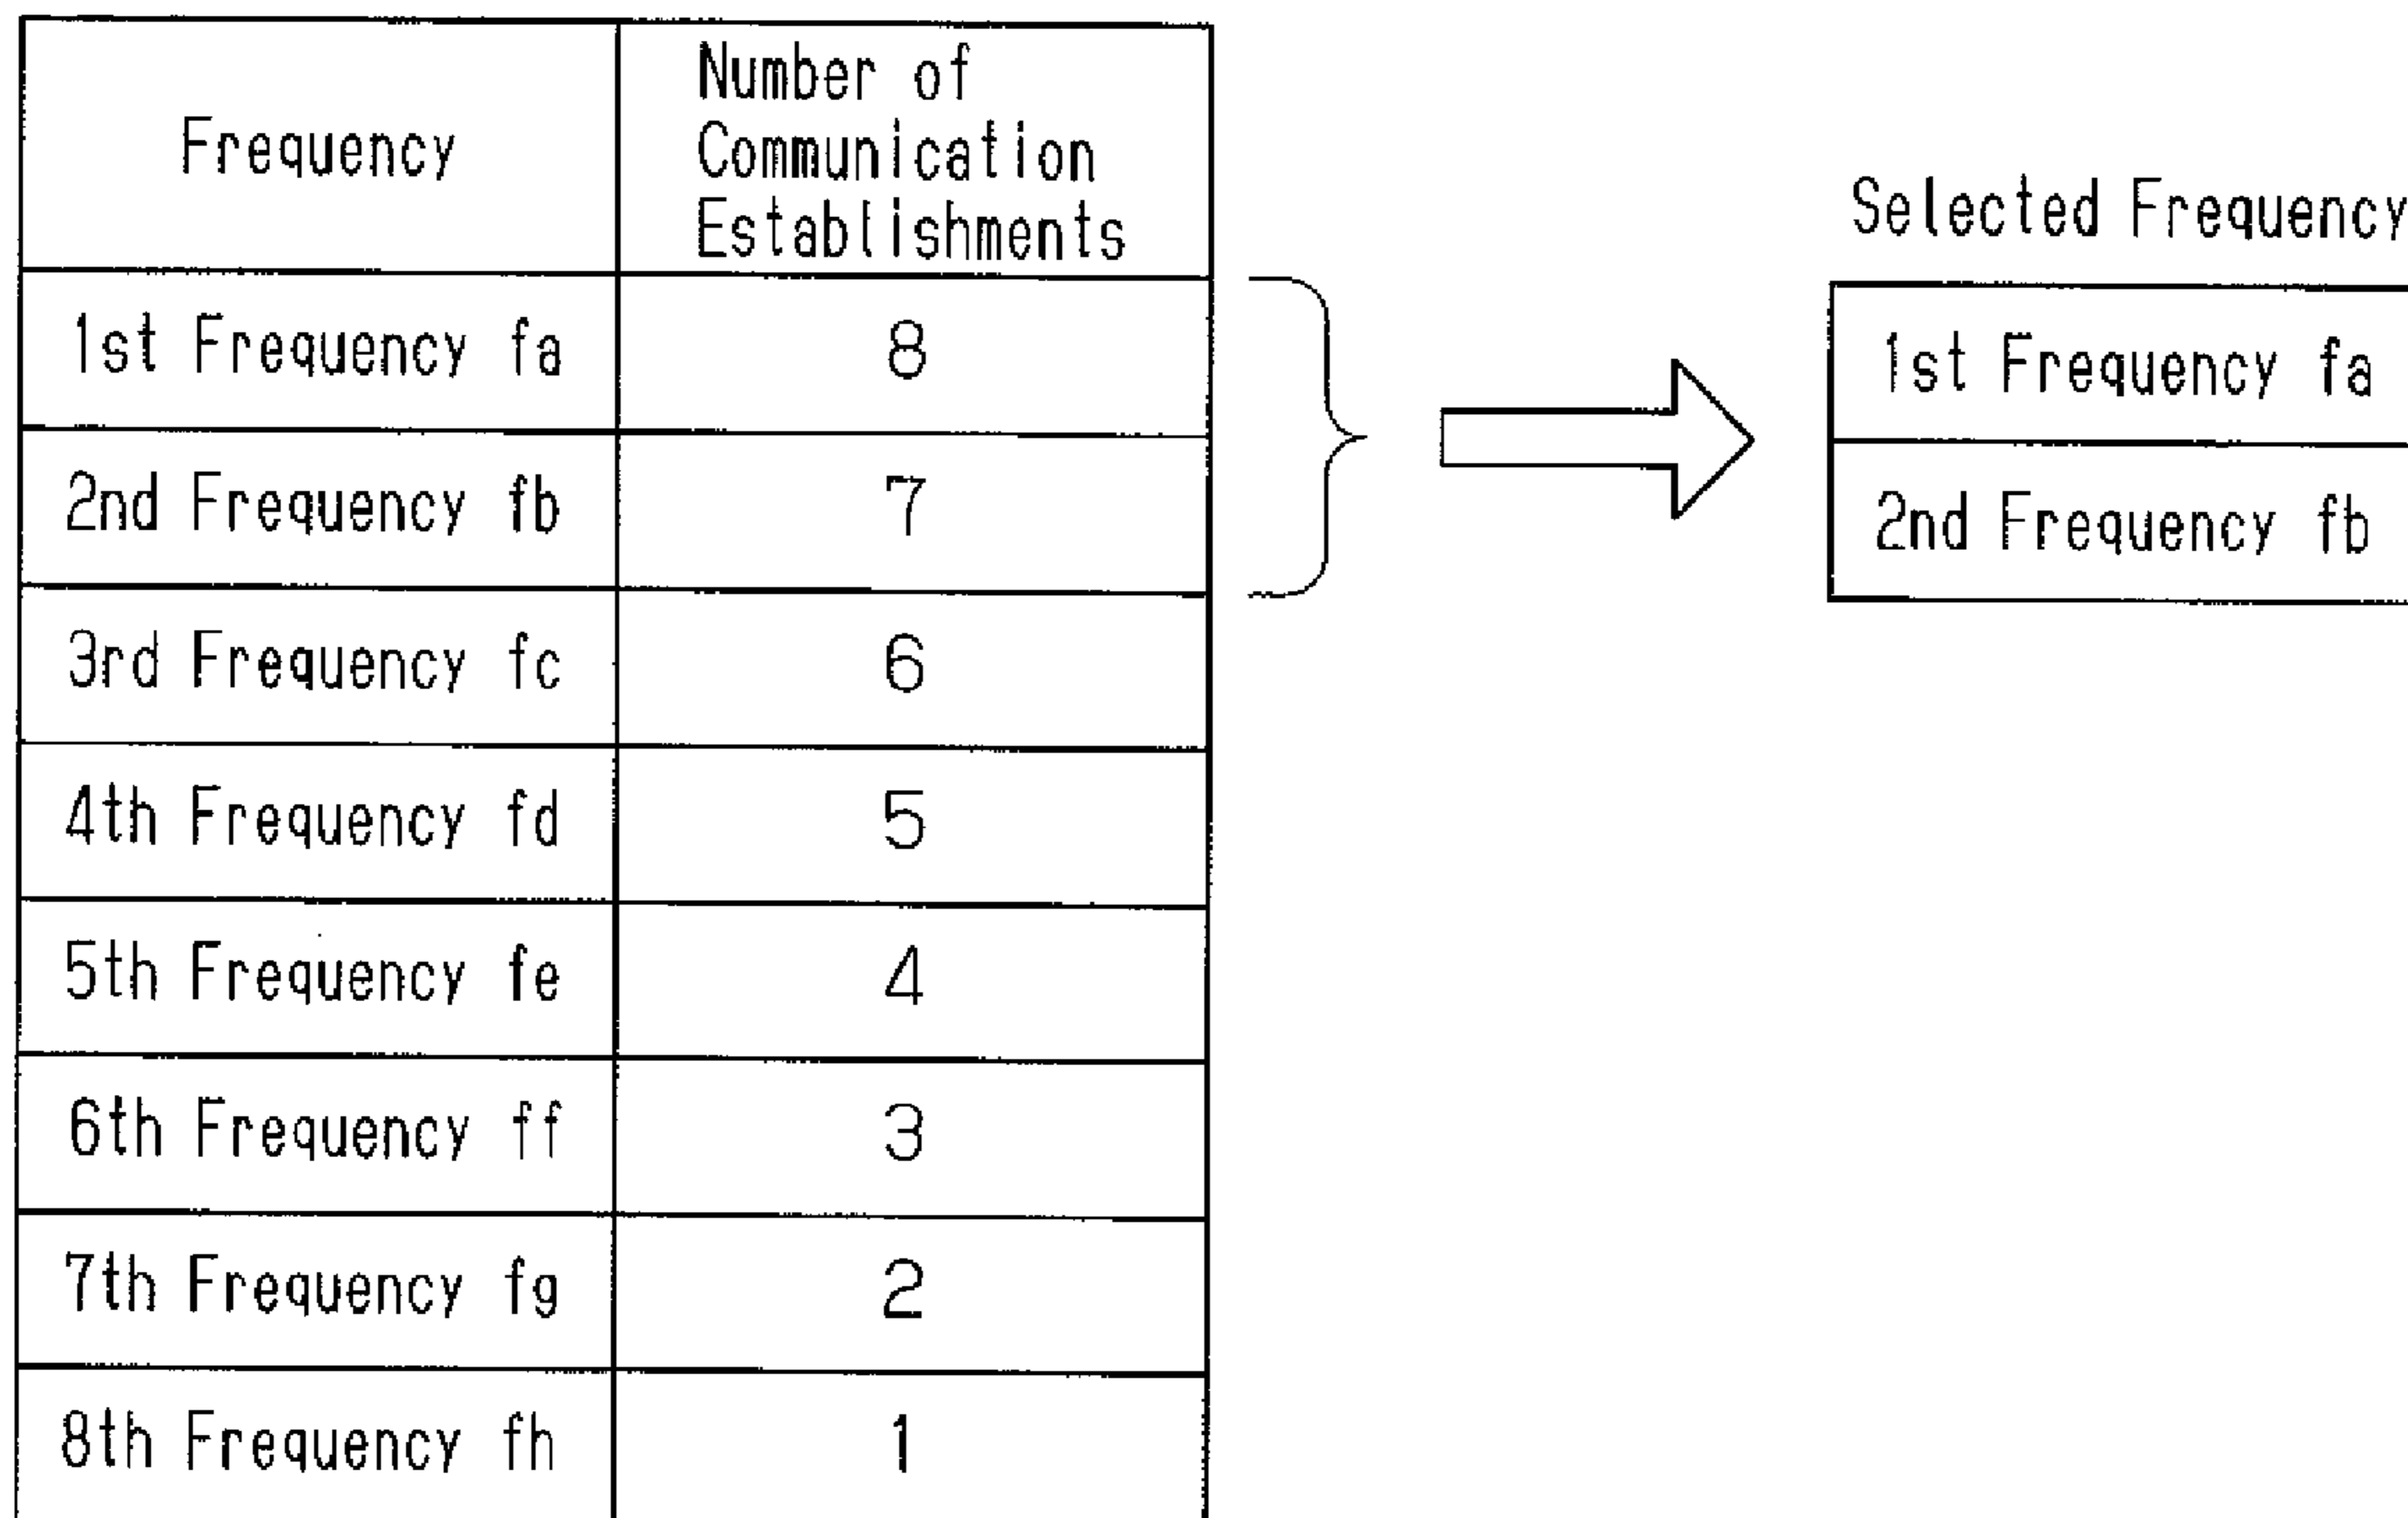 Frequency
Number of
Communication
Establishments
1st Frequency fa
8
2nd Frequency fb
7
3rd Frequency fc
6
4th Frequency fd
5
5th Frequency fe
4
6th Frequency ff
3
7th Frequency fg
2
8th Frequency fh
1
Selected Frequency
1st Frequency fa
2nd Frequency fb